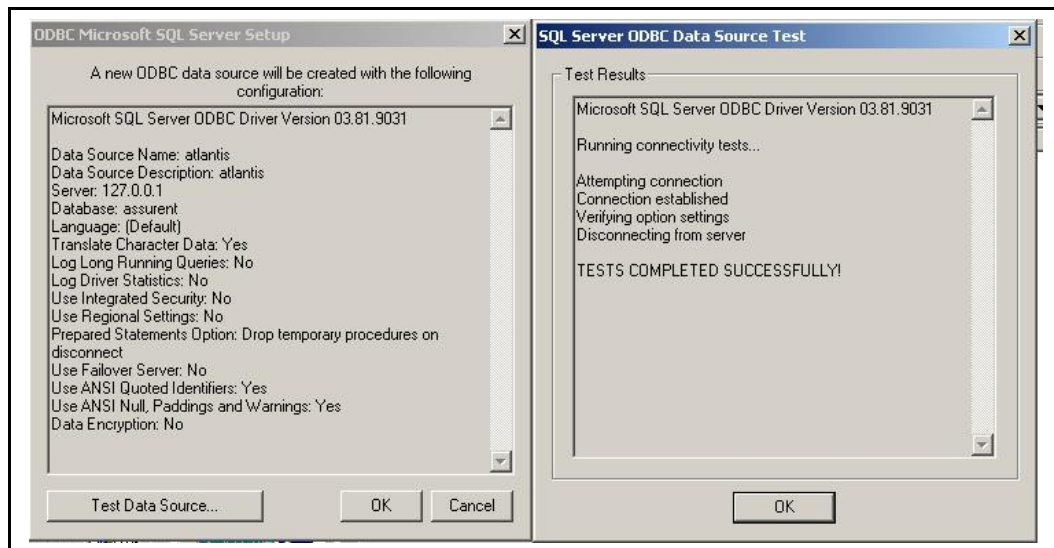 ODBC Microsoft SQL Server Setup
A new ODBC data source will be created with the following
configuration:
Microsoft SQL Server ODBC Driver Version 03.81.9031
Data Source Name: atlantis
Data Source Description: atlantis
Server: 127.0.0.1
Database: assurent
Language: (Default)
Translate Character Data: Yes
Log Long Running Queries: No
Log Driver Statistics: No
Use Integrated Security: No
Use Regional Settings: No
Prepared Statements Option: Drop temporary procedures on
disconnect
Use Failover Server: No
Use ANSI Quoted Identifiers: Yes
Use ANSI Null, Paddings and Warnings: Yes
Data Encryption: No
Test Data Source...
OK
Cancel
SQL Server ODBC Data Source Test
Test Results
Microsoft SQL Server ODBC Driver Version 03.81.9031
Running connectivity tests...
Attempting connection
Connection established
Verifying option settings
Disconnecting from server
TESTS COMPLETED SUCCESSFULLY!
OK